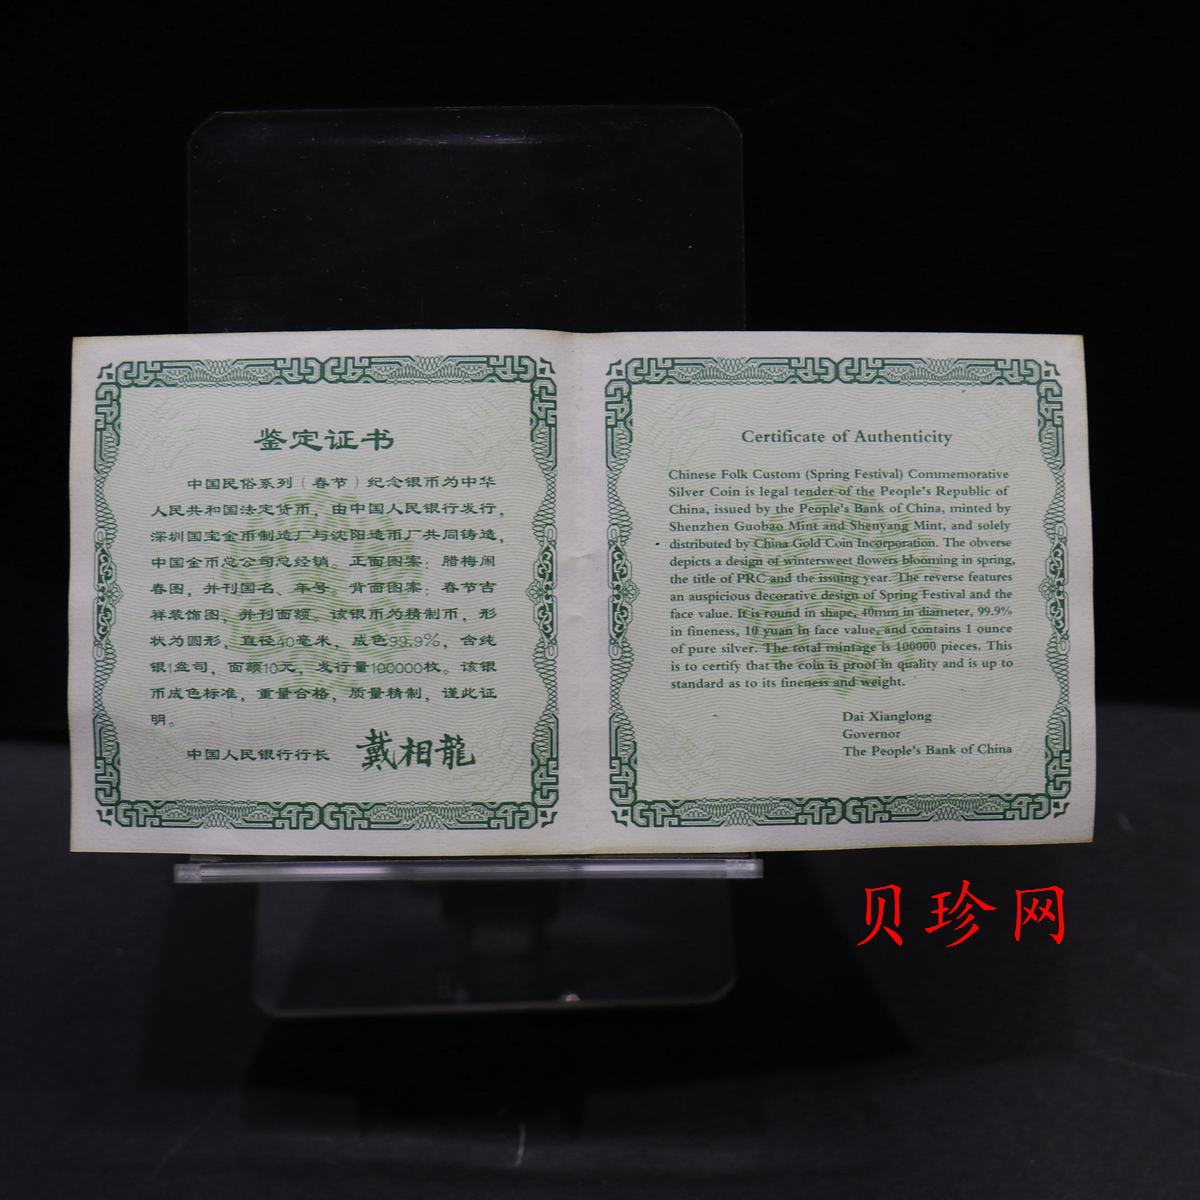 鉴定证书
中国民俗系列（春节）纪念银币为中华
人民共和国法定货币，由中国人民银行发行，
深圳国宝金币制造厂与沈阳造币厂共同铸造，
中国金币总公司总经销。正面图案：腊梅闹
春图，并刊国名、年号。背面图案：春节吉
祥装饰图，并刊面额。该银币为精制币，形
状为圆形，直径40毫米，成色99.9%，含纯
银1盎司，面额10元，发行量100000枚。该银
币成色标准，重量合格，质量精制，谨此证
明。
中国人民银行行长 戴相龍
Certificate of Authenticity
Chinese Folk Custom (Spring Festival) Commemorative
Silver Coin is legal tender of the People's Republic of
China, issued by the People's Bank of China, minted by
Shenzhen Guobao Mint and Shenyang Mint, and solely
distributed by China Gold Coin Incorporation. The obverse
depicts a design of wintersweet flowers blooming in spring,
the title of PRC and the issuing year. The reverse features
an auspicious decorative design of Spring Festival and the
face value. It is round in shape, 40mm in diameter, 99.9%
in fineness, 10 yuan in face value, and contains 1 ounce
of pure silver. The total mintage is 100000 pieces. This
is to certify that the coin is proof in quality and is up to
standard as to its fineness and weight.
Dai Xianglong
Governor
The People's Bank of China
贝珍网